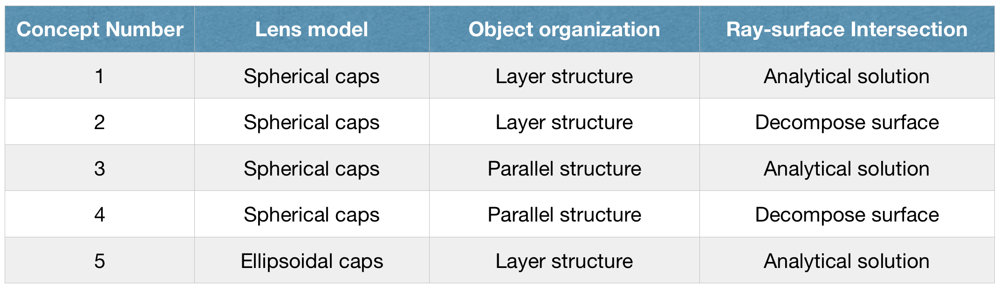 Concept Number Lens model Object organization Ray-surface Intersection
1 Spherical caps Layer structure Analytical solution
2 Spherical caps Layer structure Decompose surface
3 Spherical caps Parallel structure Analytical solution
4 Spherical caps Parallel structure Decompose surface
5 Ellipsoidal caps Layer structure Analytical solution